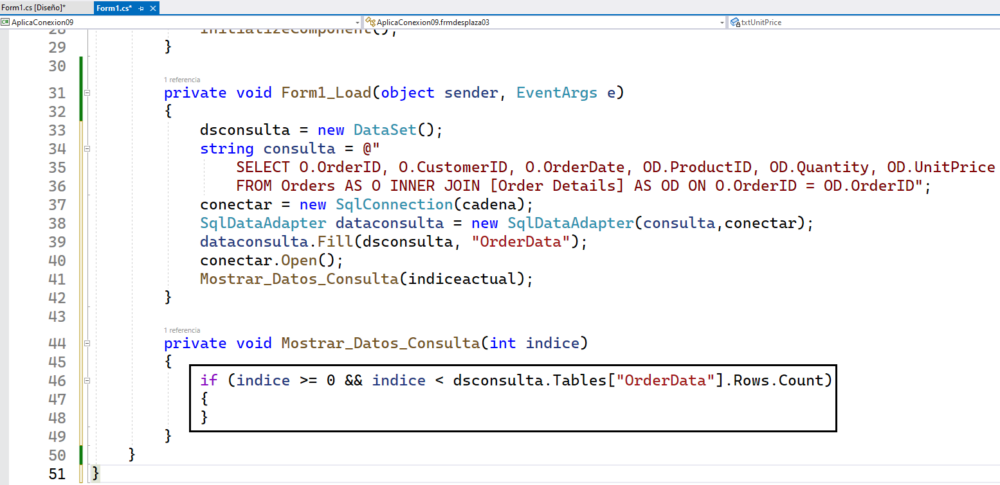 Form1.cs [Diseño]*
Form1.cs*
AplicaConexion09
AplicaConexion09.frmdesplaza03
txtUnitPrice
28 InitializeComponent();
29 }
30
1 referencia
31 private void Form1_Load(object sender, EventArgs e)
32 {
33 dsconsulta = new DataSet();
34 string consulta = @"
35 SELECT O.OrderID, O.CustomerID, O.OrderDate, OD.ProductID, OD.Quantity, OD.UnitPrice
36 FROM Orders AS O INNER JOIN [Order Details] AS OD ON O.OrderID = OD.OrderID";
37 conectar = new SqlConnection(cadena);
38 SqlDataAdapter dataconsulta = new SqlDataAdapter(consulta,conectar);
39 dataconsulta.Fill(dsconsulta, "OrderData");
40 conectar.Open();
41 Mostrar_Datos_Consulta(indiceactual);
42 }
43
1 referencia
44 private void Mostrar_Datos_Consulta(int indice)
45 {
46 if (indice >= 0 && indice < dsconsulta.Tables["OrderData"].Rows.Count)
47 {
48 }
49 }
50 }
51 }